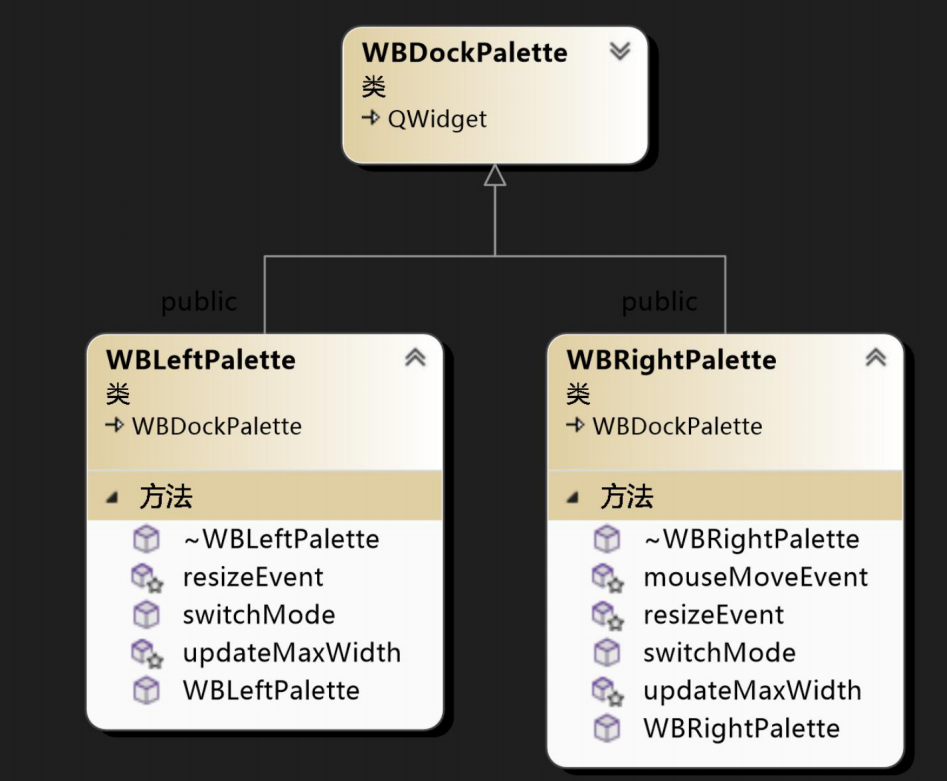 WBDockPalette
类
QWidget
public
public
WBLeftPalette
类
WBDockPalette
方法
~WBLeftPalette
resizeEvent
switchMode
updateMaxWidth
WBLeftPalette
WBRightPalette
类
WBDockPalette
方法
~WBRightPalette
mouseMoveEvent
resizeEvent
switchMode
updateMaxWidth
WBRightPalette